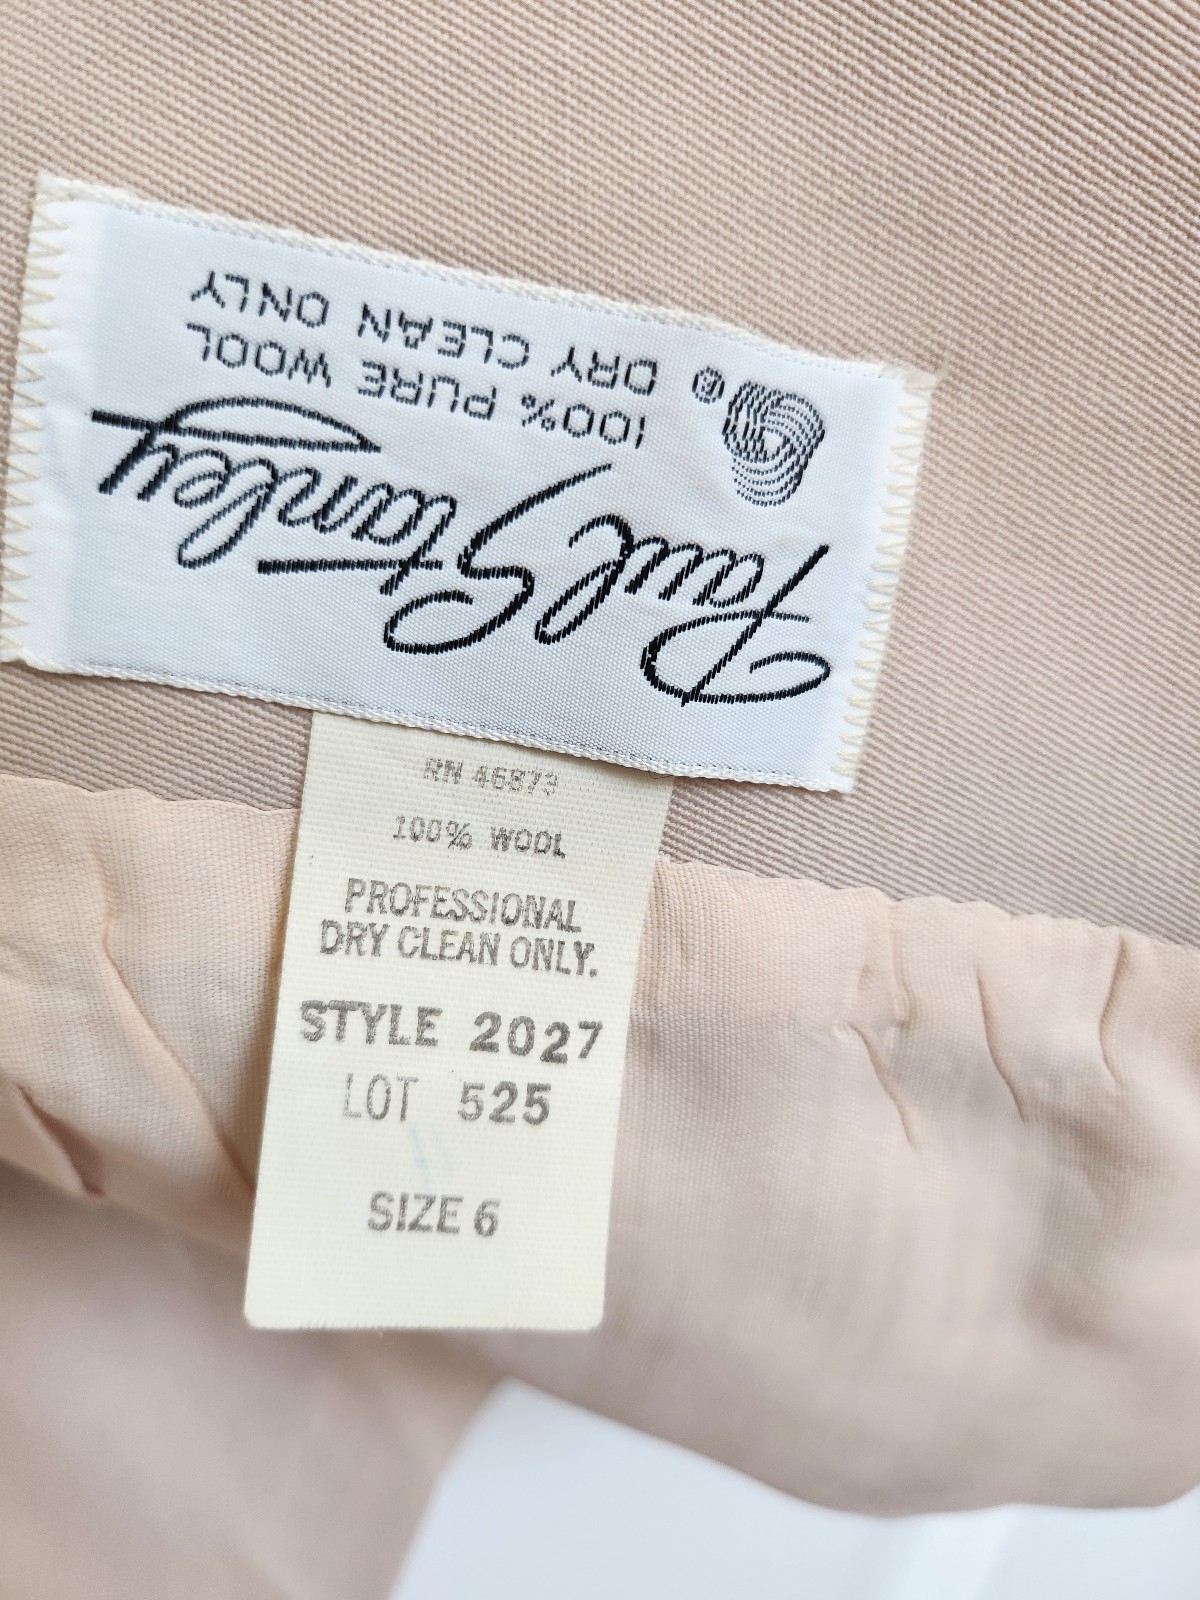 Paul Stanley
100% PURE WOOL
® DRY CLEAN ONLY
RN 46873
100% WOOL
PROFESSIONAL
DRY CLEAN ONLY.
STYLE 2027
LOT 525
SIZE 6